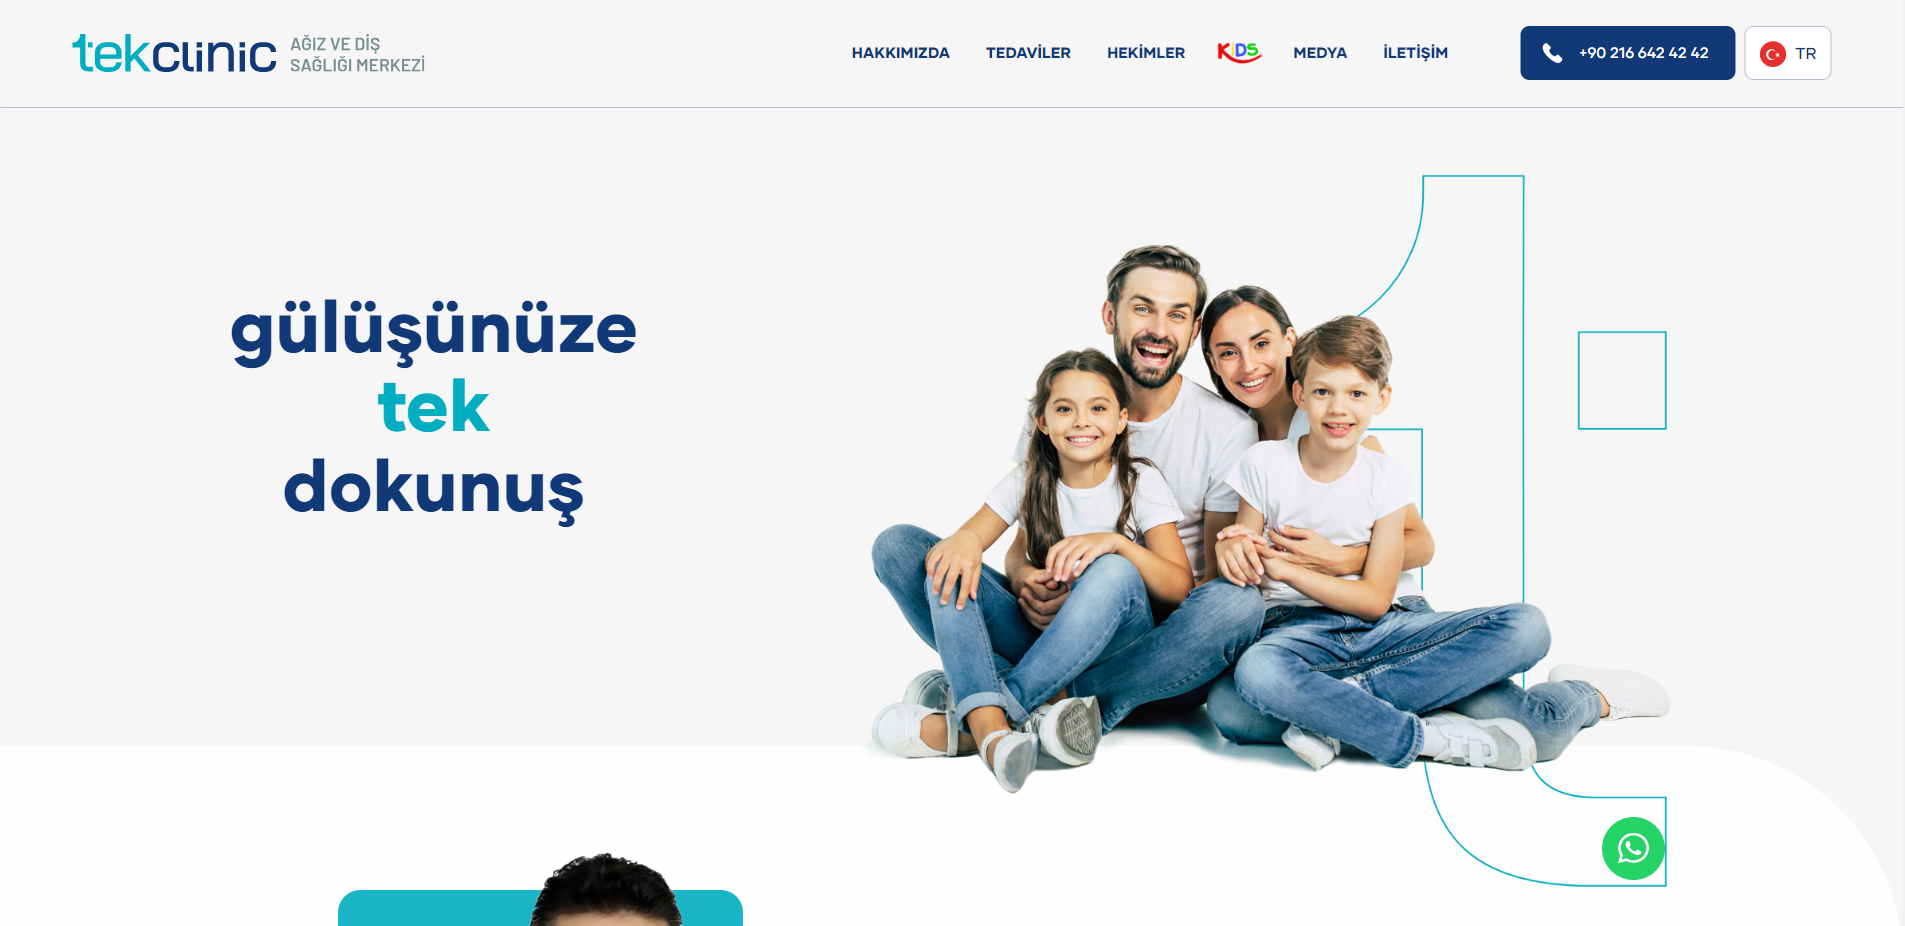 tekclinic
AĞIZ VE DİŞ
SAĞLIĞI MERKEZİ
HAKKIMIZDA
TEDAVİLER
HEKİMLER
KiDS
MEDYA
İLETİŞİM
+90 216 642 42 42
TR
gülüşünüze
tek
dokunuş